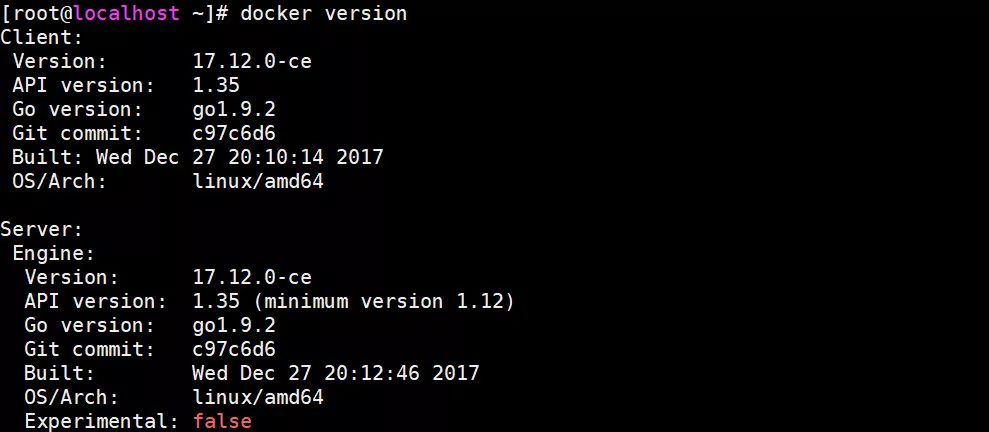 [root@localhost ~]# docker version
Client:
 Version:       17.12.0-ce
 API version:   1.35
 Go version:    go1.9.2
 Git commit:    c97c6d6
 Built: Wed Dec 27 20:10:14 2017
 OS/Arch:       linux/amd64

Server:
 Engine:
  Version:      17.12.0-ce
  API version:  1.35 (minimum version 1.12)
  Go version:   go1.9.2
  Git commit:   c97c6d6
  Built:        Wed Dec 27 20:12:46 2017
  OS/Arch:      linux/amd64
  Experimental: false